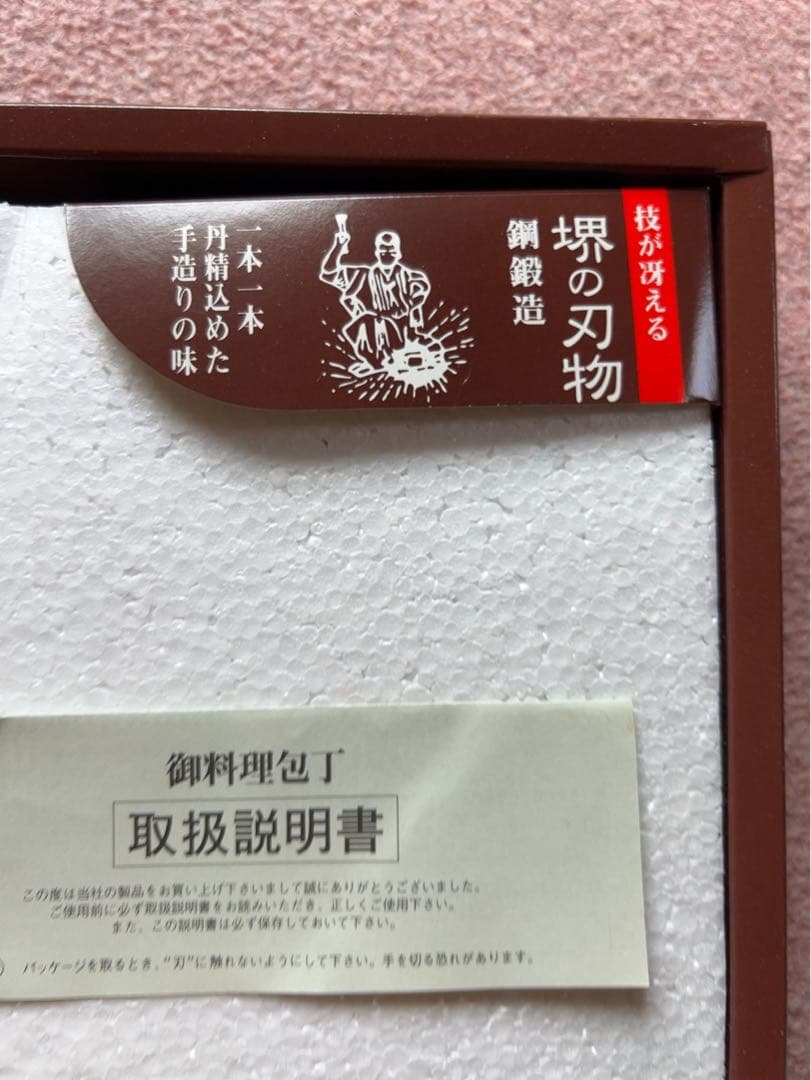 技が冴える
堺の刃物
鋼鍛造
一本一本
丹精込めた
手造りの味
御料理包丁
取扱説明書
この度は当社の製品をお買い上げ下さいまして誠にありがとうございました。
ご使用前に必ず取扱説明書をお読みいただき、正しくご使用下さい。
また、この説明書は必ず保存しておいて下さい。
パッケージを取るとき、“刃”に触れないようにして下さい。手を切る恐れがあります。